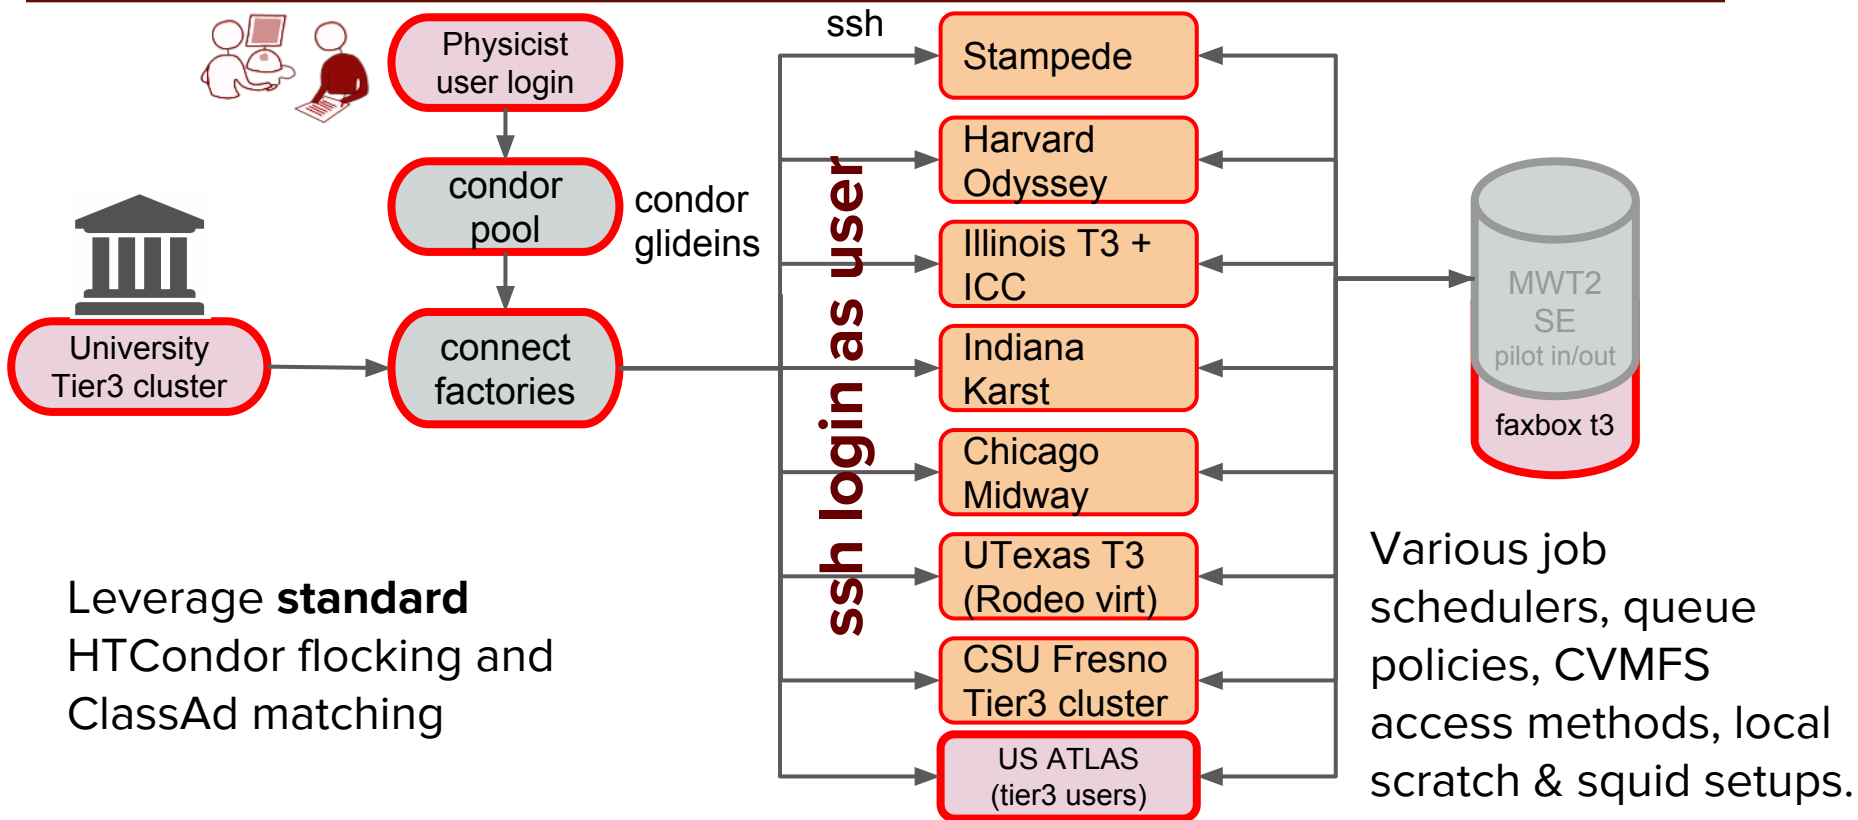 ssh
Physicist
user login
condor
pool
condor
glideins
University
Tier3 cluster
connect
factories
ssh login as user
Stampede
Harvard
Odyssey
Illinois T3 +
ICC
Indiana
Karst
Chicago
Midway
UTexas T3
(Rodeo virt)
CSU Fresno
Tier3 cluster
US ATLAS
(tier3 users)
MWT2
SE
pilot in/out
faxbox t3
Leverage standard
HTCondor flocking and
ClassAd matching
Various job
schedulers, queue
policies, CVMFS
access methods, local
scratch & squid setups.